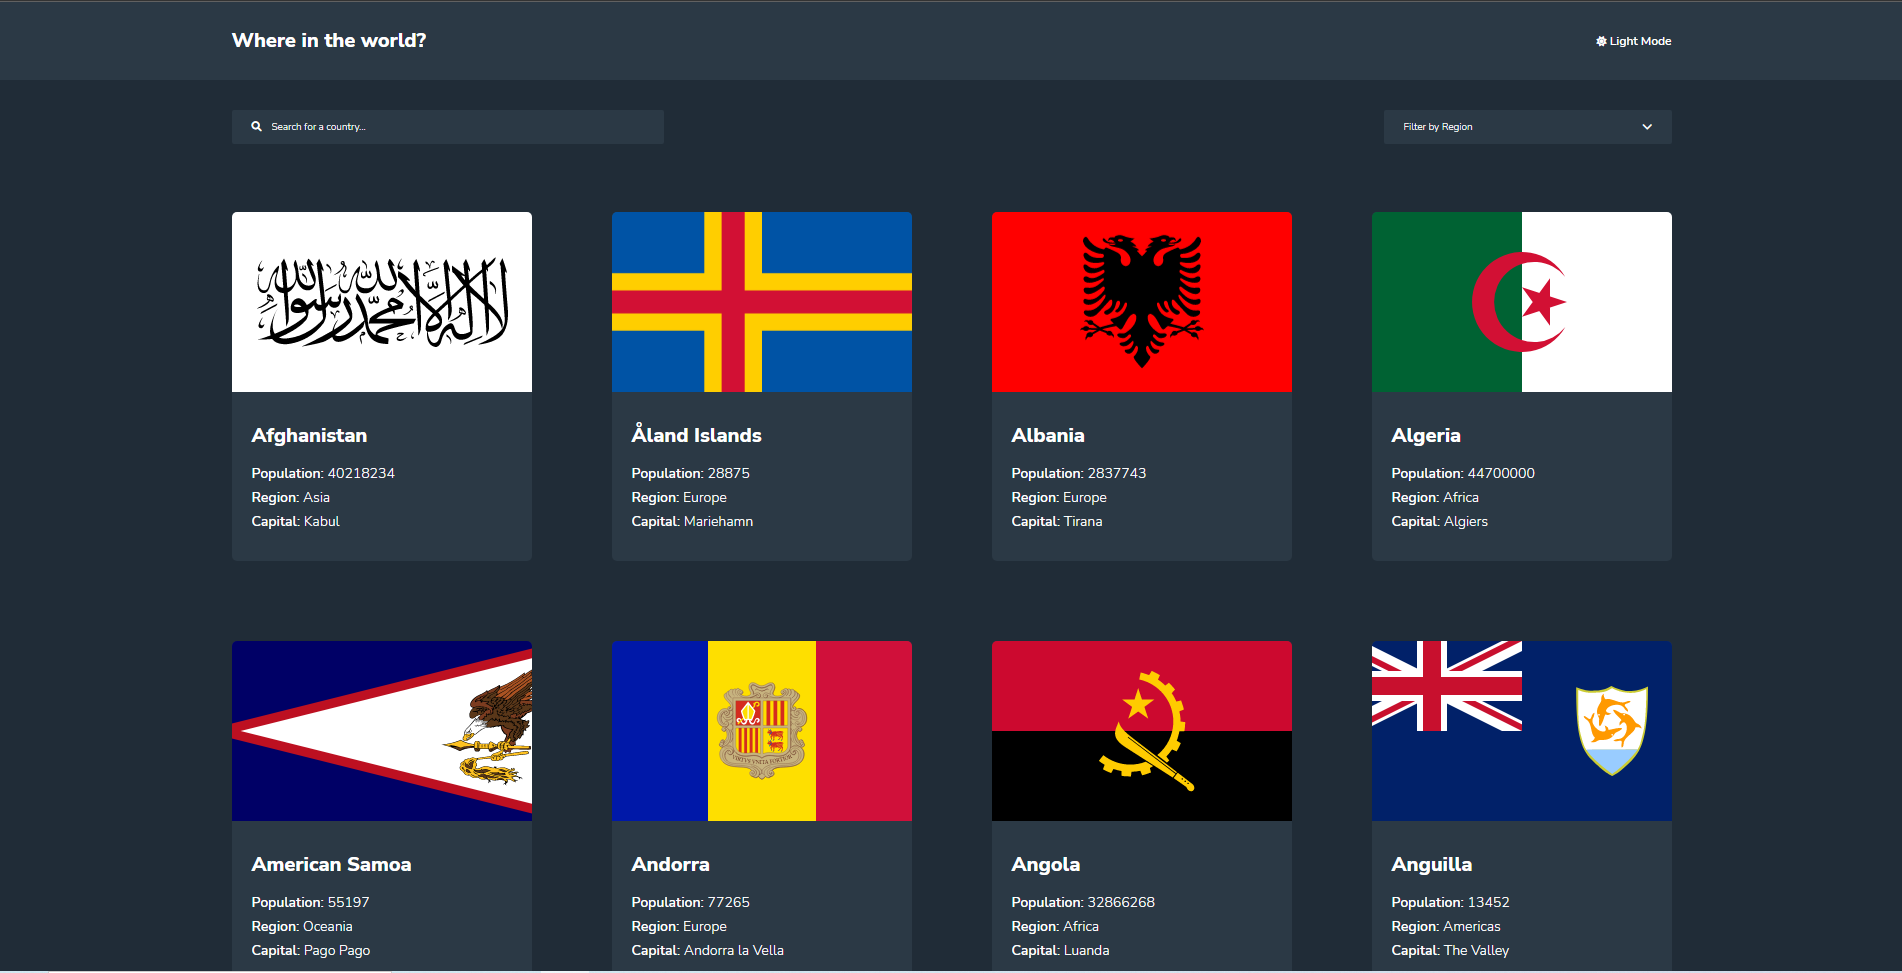 Where in the world?
Light Mode
Search for a country...
Filter by Region
لا إله إلا الله محمد رسول الله
Afghanistan
Population: 40218234
Region: Asia
Capital: Kabul
Åland Islands
Population: 28875
Region: Europe
Capital: Mariehamn
Albania
Population: 2837743
Region: Europe
Capital: Tirana
Algeria
Population: 44700000
Region: Africa
Capital: Algiers
VIRTVS VNITA FORTIOR
American Samoa
Population: 55197
Region: Oceania
Capital: Pago Pago
Andorra
Population: 77265
Region: Europe
Capital: Andorra la Vella
Angola
Population: 32866268
Region: Africa
Capital: Luanda
Anguilla
Population: 13452
Region: Americas
Capital: The Valley